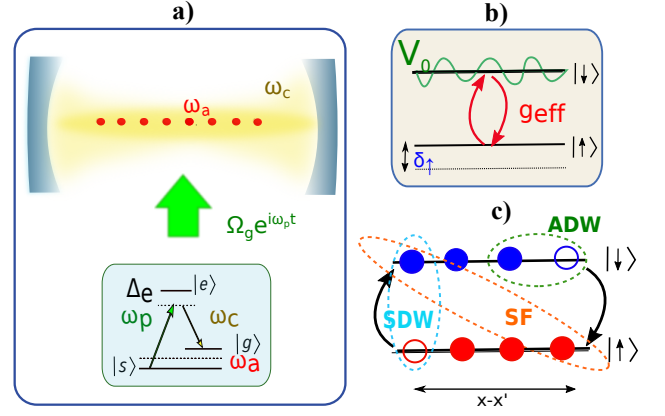 a)
ω_c
ω_a
Ω_g e^{iω_p t}
Δ_e
|e⟩
ω_p
ω_c
|g⟩
|s⟩
ω_a
b)
V_0
|↓⟩
g_eff
|↑⟩
δ_↑
c)
ADW
|↓⟩
SDW
SF
|↑⟩
x-x'